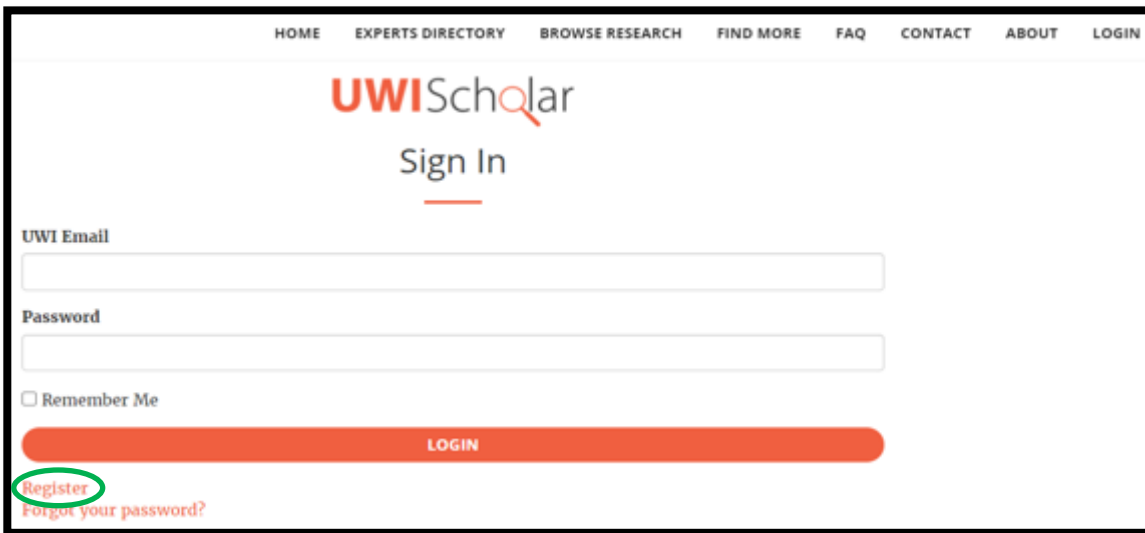 HOME EXPERTS DIRECTORY BROWSE RESEARCH FIND MORE FAQ CONTACT ABOUT LOGIN
UWIScholar
Sign In
UWI Email
Password
Remember Me
LOGIN
Register
Forgot your password?